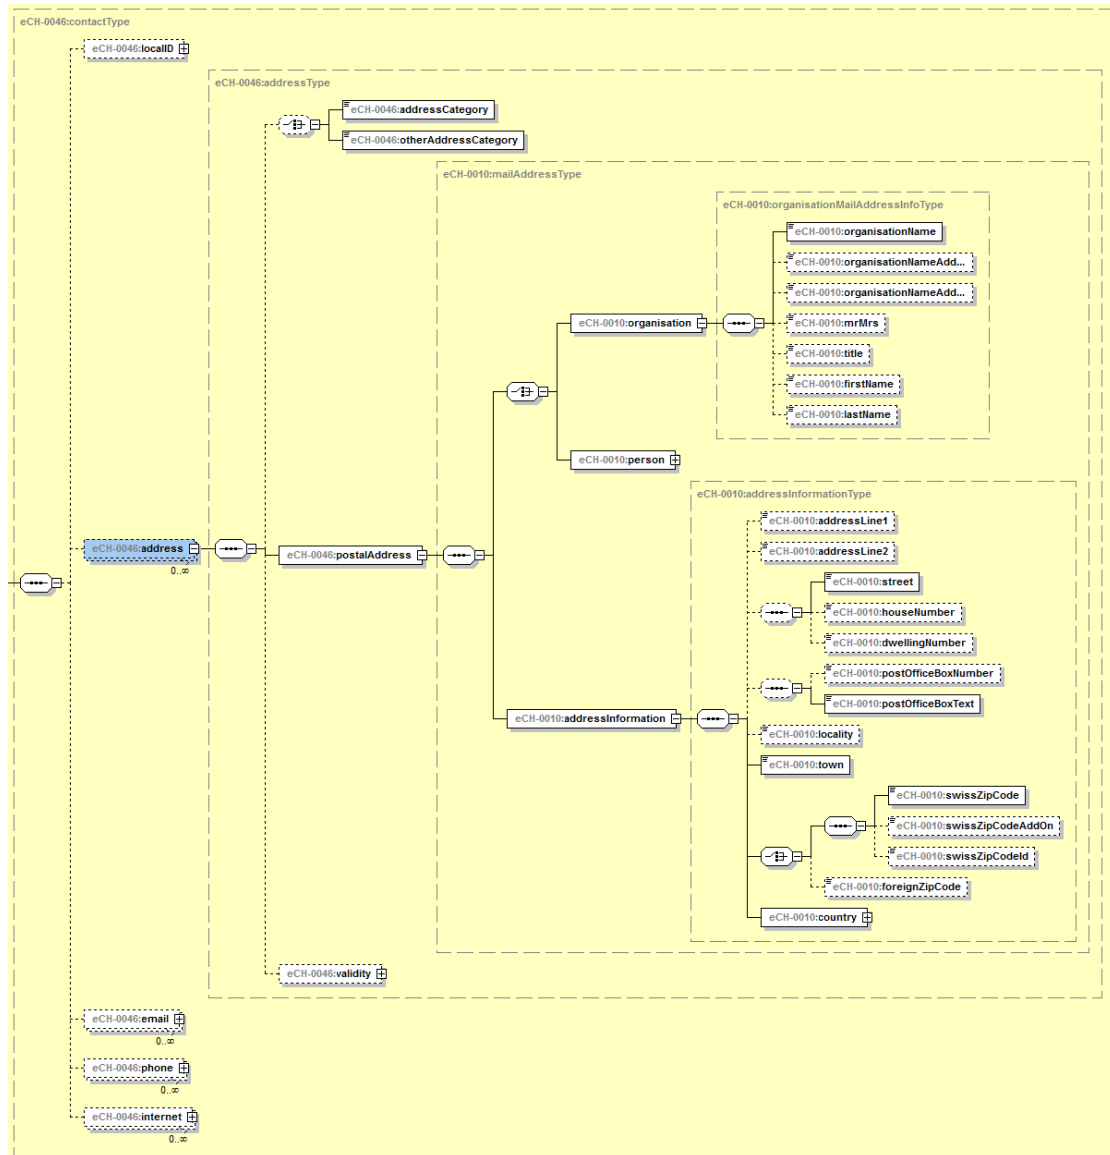 eCH-0046:contactType
eCH-0046:localID
eCH-0046:addressType
eCH-0046:addressCategory
eCH-0046:otherAddressCategory
eCH-0010:mailAddressType
eCH-0010:organisationMailAddressInfoType
eCH-0010:organisationName
eCH-0010:organisationNameAdd...
eCH-0010:organisationNameAdd...
eCH-0010:organisation
eCH-0010:mrMrs
eCH-0010:title
eCH-0010:firstName
eCH-0010:lastName
eCH-0010:person
eCH-0010:addressInformationType
eCH-0010:addressLine1
eCH-0010:addressLine2
eCH-0046:address
0..∞
eCH-0046:postalAddress
eCH-0010:street
eCH-0010:houseNumber
eCH-0010:dwellingNumber
eCH-0010:postOfficeBoxNumber
eCH-0010:postOfficeBoxText
eCH-0010:addressInformation
eCH-0010:locality
eCH-0010:town
eCH-0010:swissZipCode
eCH-0010:swissZipCodeAddOn
eCH-0010:swissZipCodeId
eCH-0010:foreignZipCode
eCH-0010:country
eCH-0046:validity
eCH-0046:email
0..∞
eCH-0046:phone
0..∞
eCH-0046:internet
0..∞